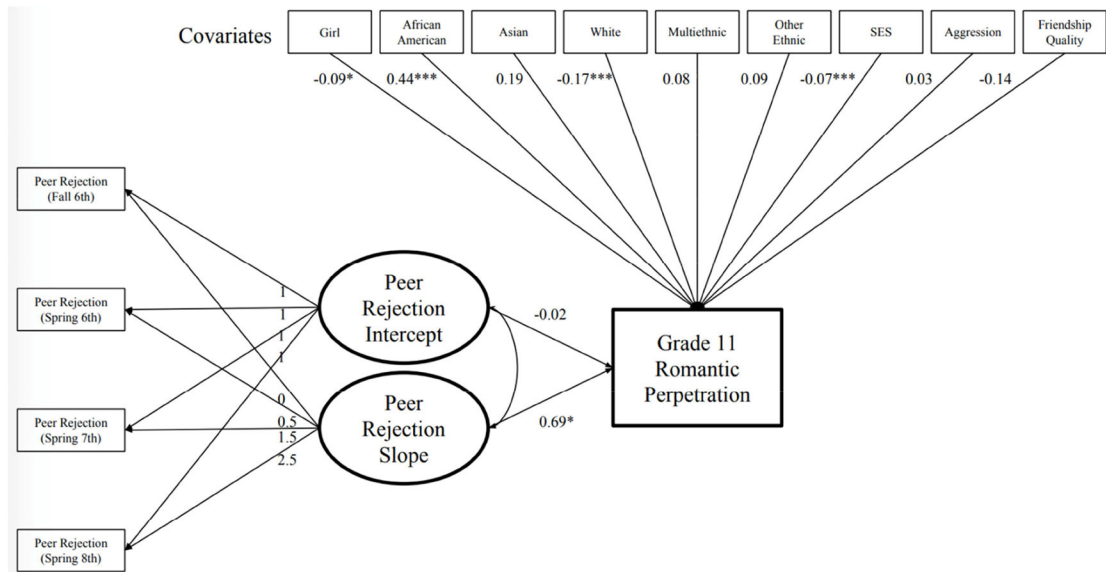 Covariates
Girl
African
American
Asian
White
Multiethnic
Other
Ethnic
SES
Aggression
Friendship
Quality
-0.09*
0.44***
0.19
-0.17***
0.08
0.09
-0.07***
0.03
-0.14
Peer Rejection
(Fall 6th)
Peer Rejection
(Spring 6th)
Peer Rejection
(Spring 7th)
Peer Rejection
(Spring 8th)
1
1
1
1
0
0.5
1.5
2.5
Peer
Rejection
Intercept
Peer
Rejection
Slope
-0.02
0.69*
Grade 11
Romantic
Perpetration